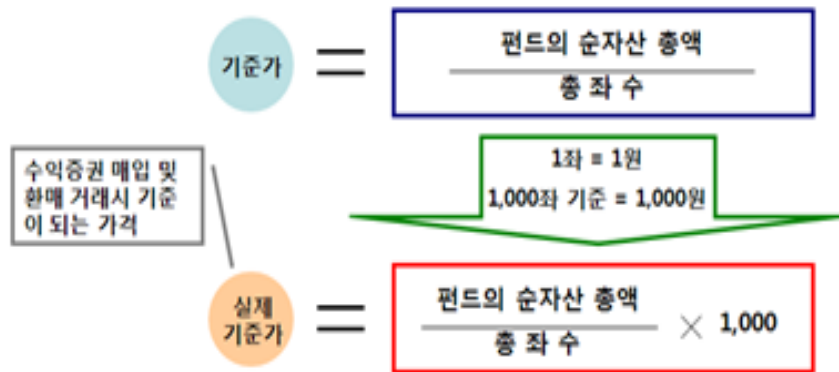 기준가
=
펀드의 순자산 총액
총 좌 수
1좌 = 1원
1,000좌 기준 = 1,000원
수익증권 매입 및
환매 거래시 기준
이 되는 가격
실제
기준가
=
펀드의 순자산 총액
총 좌 수
× 1,000